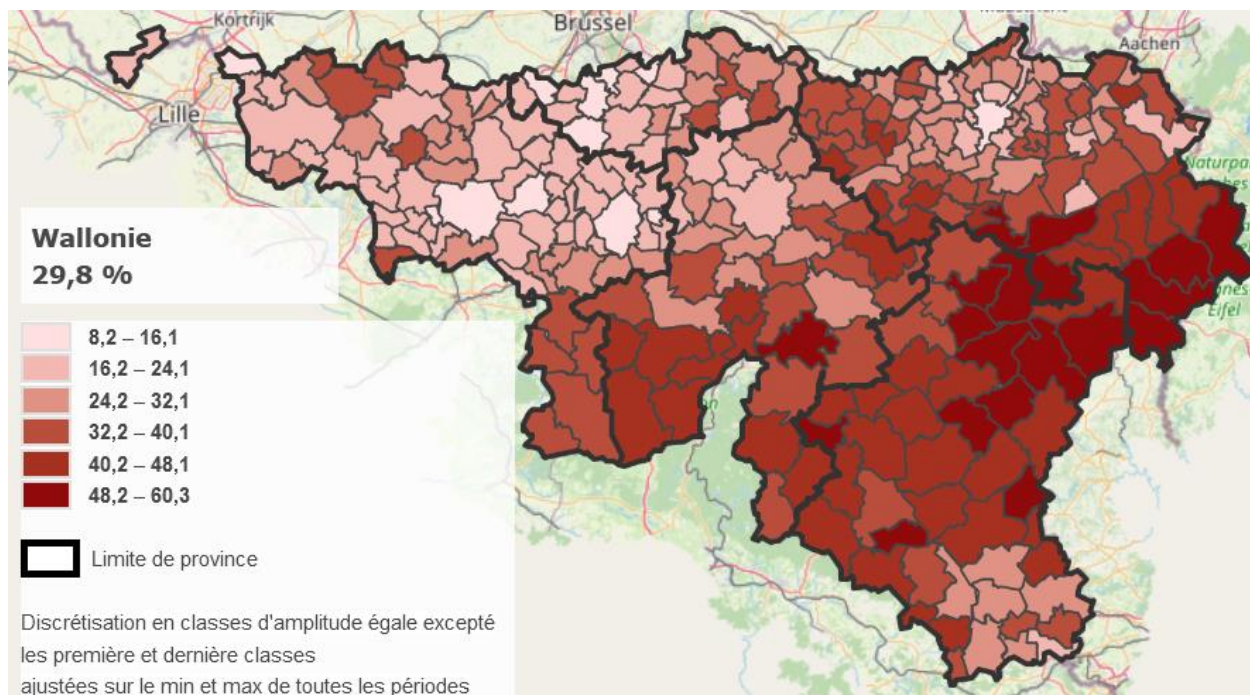 Kortrijk
Brüssel
Aachen
Lille
Naturpa
Wallonie
29,8 %
Eifel
8,2 – 16,1
16,2 – 24,1
24,2 – 32,1
32,2 – 40,1
40,2 – 48,1
48,2 – 60,3
Limite de province
Discrétisation en classes d'amplitude égale excepté
les première et dernière classes
ajustées sur le min et max de toutes les périodes